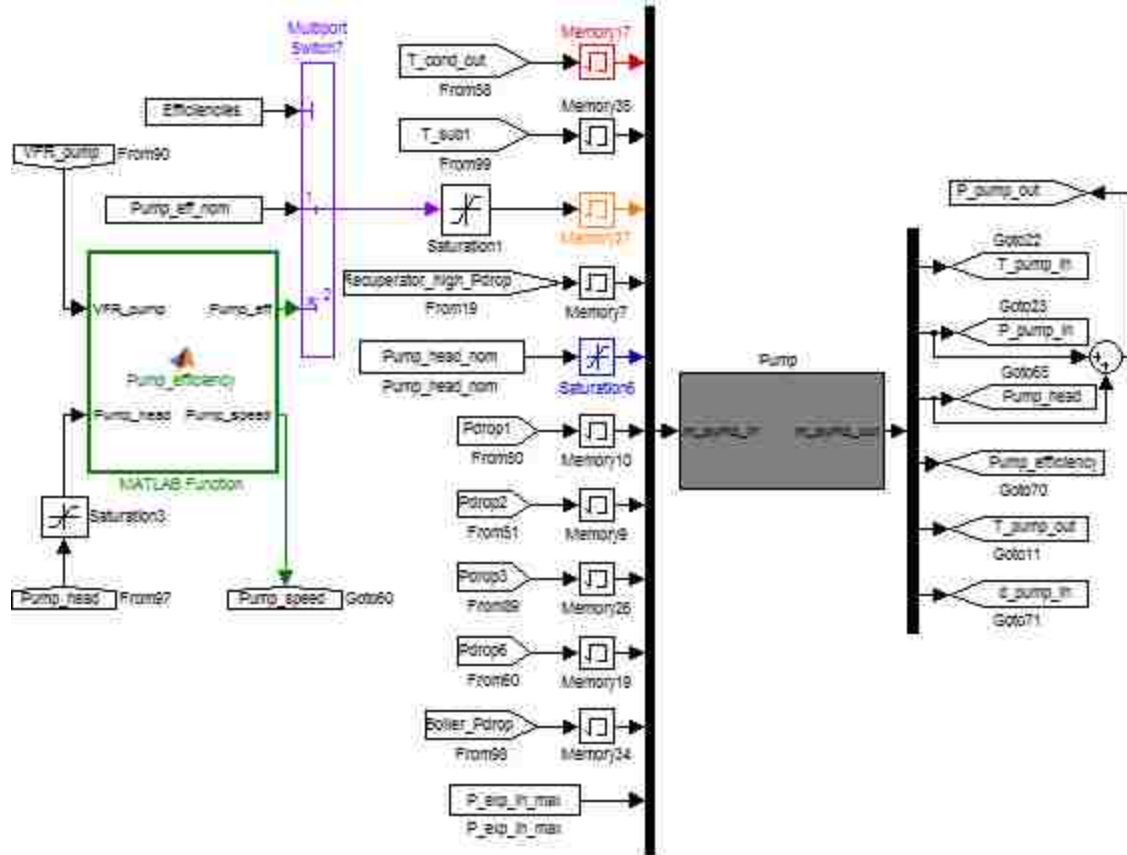 Multiport
Switch7
Efficiencies
VFR_pump
From90
Pump_eff_nom
1
2
VFR_pump
Pump_eff
Pump_efficiency
Pump_head
Pump_speed
MATLAB Function
Saturation3
Pump_head
From97
Pump_speed
Goto60
T_cond_out
From58
Memory17
T_sub1
From99
Memory35
Saturation1
Memory37
Recuperator_high_Pdrop
From19
Memory7
Pump_head_nom
Pump_head_nom
Saturation6
Pdrop1
From50
Memory10
Pdrop2
From51
Memory9
Pdrop3
From89
Memory26
Pdrop6
From60
Memory19
Boiler_Pdrop
From98
Memory34
P_exp_in_max
P_exp_in_max
Pump
P_pump_out
Goto22
T_pump_in
Goto23
P_pump_in
Goto65
Pump_head
Pump_efficiency
Goto70
T_pump_out
Goto11
d_pump_in
Goto71